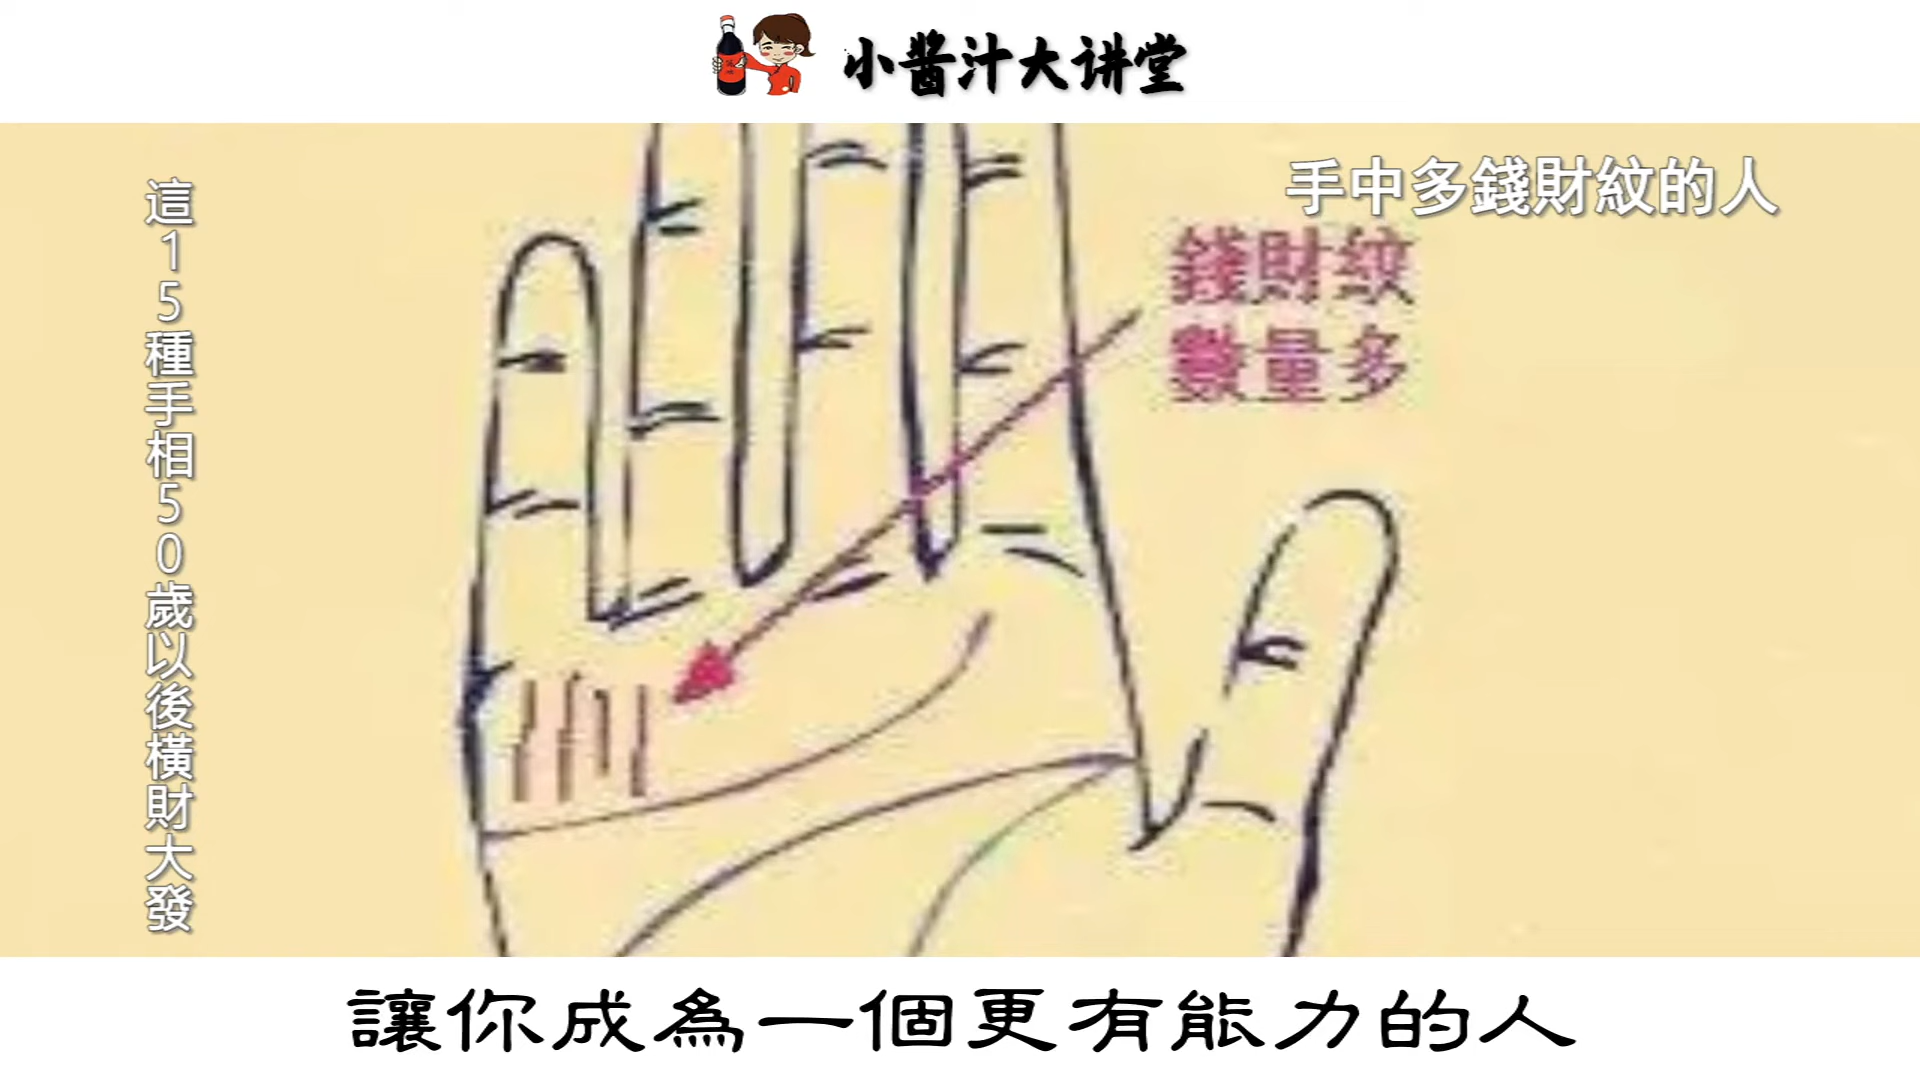 小酱汁大讲堂
手中多錢財紋的人
錢財紋
數量多
這15種手相50歲以後橫財大發
讓你成為一個更有能力的人